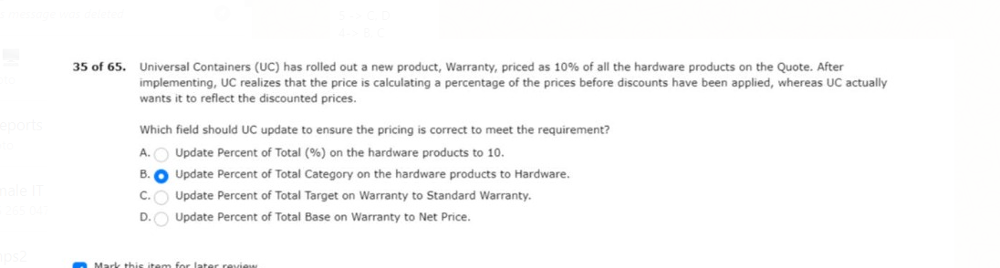 35 of 65. Universal Containers (UC) has rolled out a new product, Warranty, priced as 10% of all the hardware products on the Quote. After
implementing, UC realizes that the price is calculating a percentage of the prices before discounts have been applied, whereas UC actually
wants it to reflect the discounted prices.
Which field should UC update to ensure the pricing is correct to meet the requirement?
A. Update Percent of Total (%) on the hardware products to 10.
B. Update Percent of Total Category on the hardware products to Hardware.
C. Update Percent of Total Target on Warranty to Standard Warranty.
D. Update Percent of Total Base on Warranty to Net Price.
Mark this item for later review